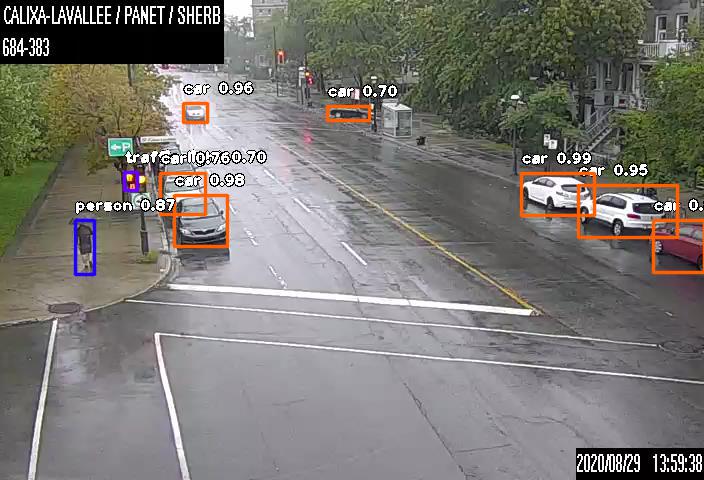 CALIXA-LAVALLEE / PANET / SHERB
684-383
car 0.96
car 0.70
car 0.99
car 0.95
car 0.98
person 0.87
P
2020/08/29 13:59:38